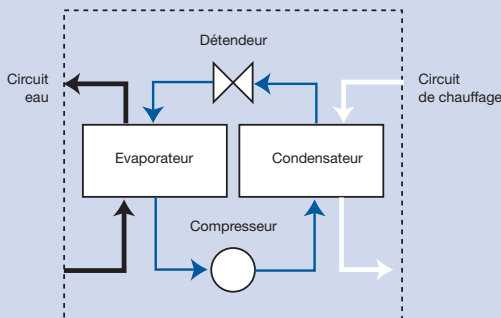 Détendeur
Circuit
eau
Circuit
de chauffage
Evaporateur
Condensateur
Compresseur